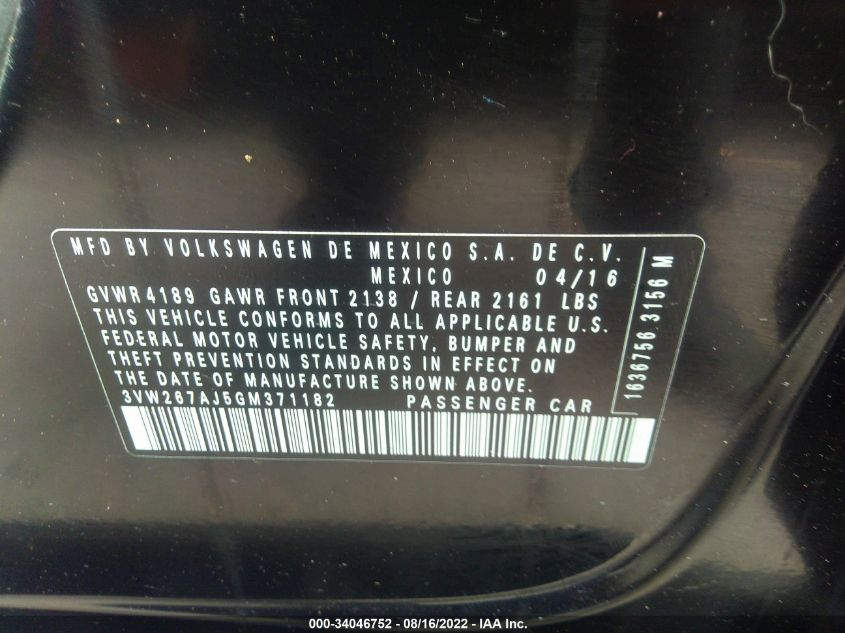 MFD BY VOLKSWAGEN DE MEXICO S.A. DE C.V.
MEXICO 04/16
GVWR 4189 GAWR FRONT 2138 / REAR 2161 LBS
THIS VEHICLE CONFORMS TO ALL APPLICABLE U.S.
FEDERAL MOTOR VEHICLE SAFETY, BUMPER AND
THEFT PREVENTION STANDARDS IN EFFECT ON
THE DATE OF MANUFACTURE SHOWN ABOVE.
3VW267AJ5GM371182 PASSENGER CAR
1636756 3156 M
000-34046752 - 08/16/2022 - IAA Inc.